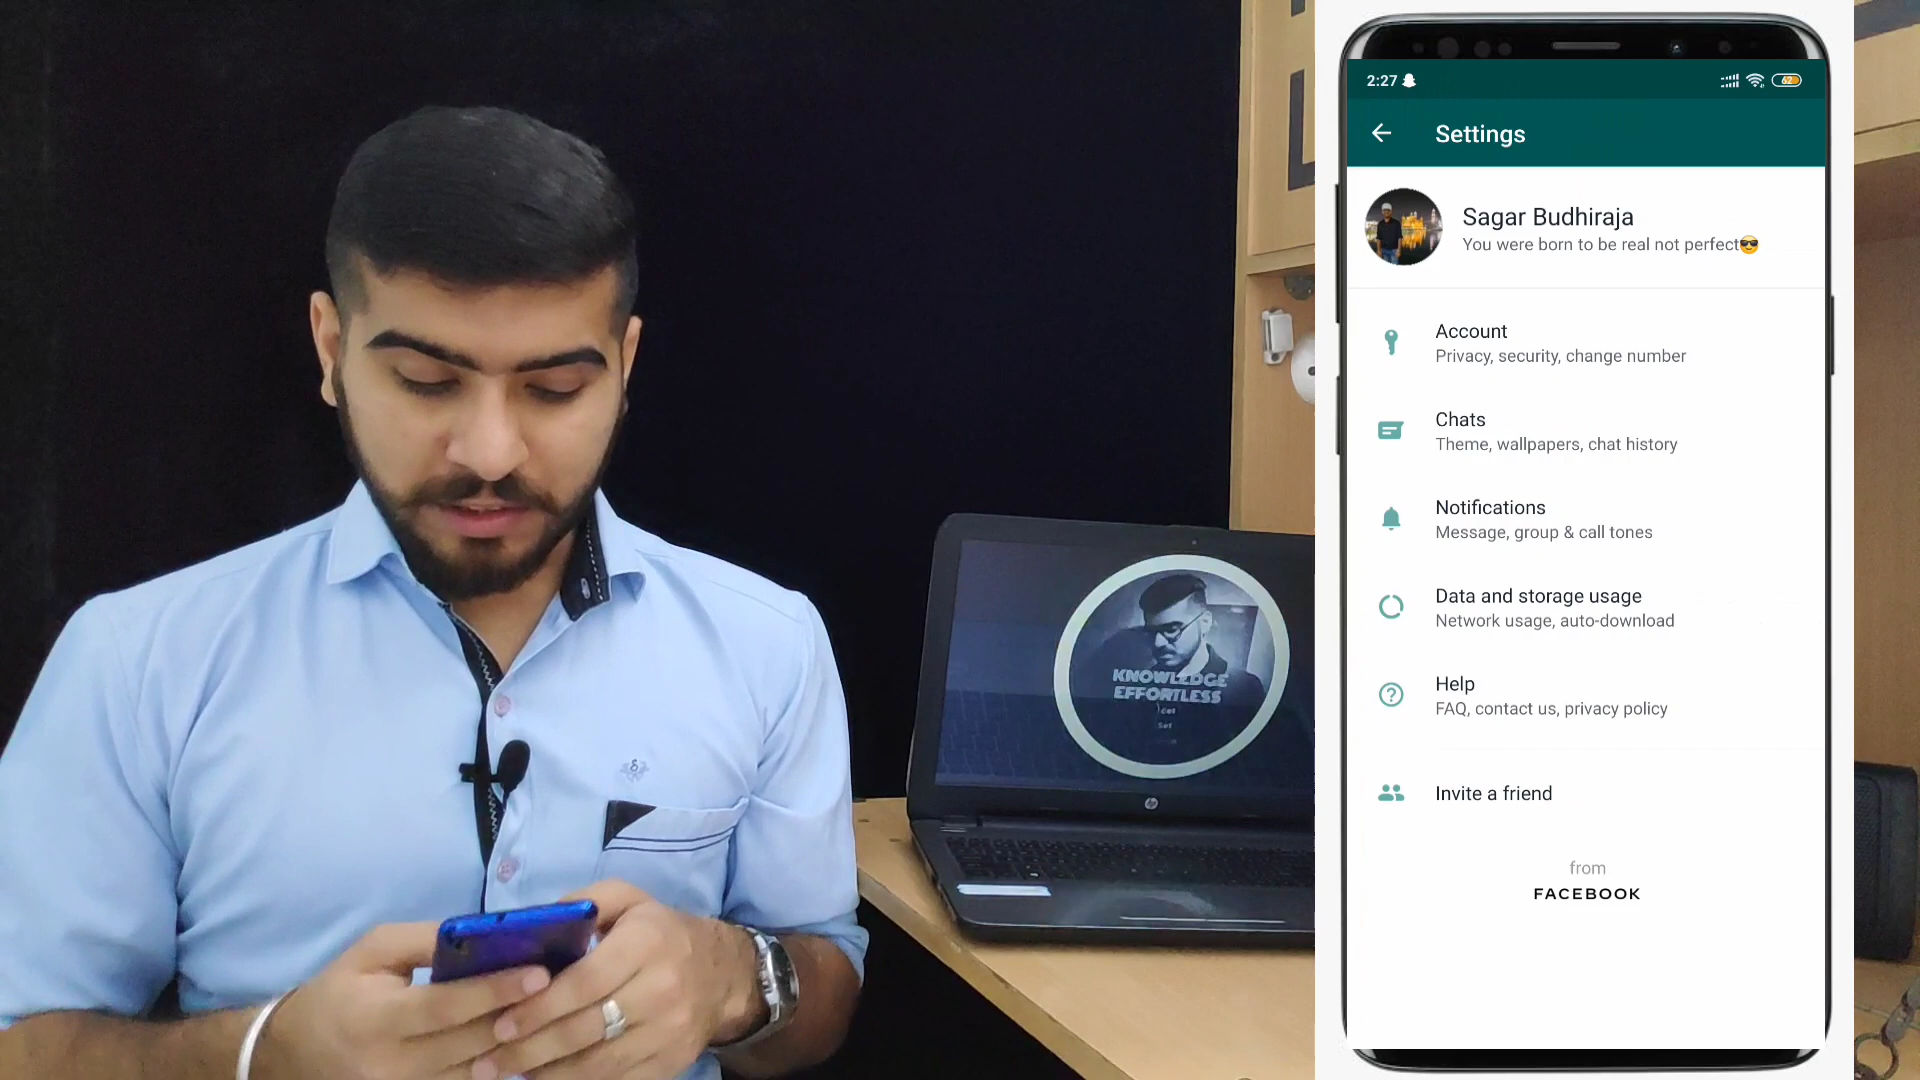 KNOWLEDGE
EFFORTLESS
2:27
62
Settings
Sagar Budhiraja
You were born to be real not perfect😎
Account
Privacy, security, change number
Chats
Theme, wallpapers, chat history
Notifications
Message, group & call tones
Data and storage usage
Network usage, auto-download
Help
FAQ, contact us, privacy policy
Invite a friend
from
FACEBOOK
hp